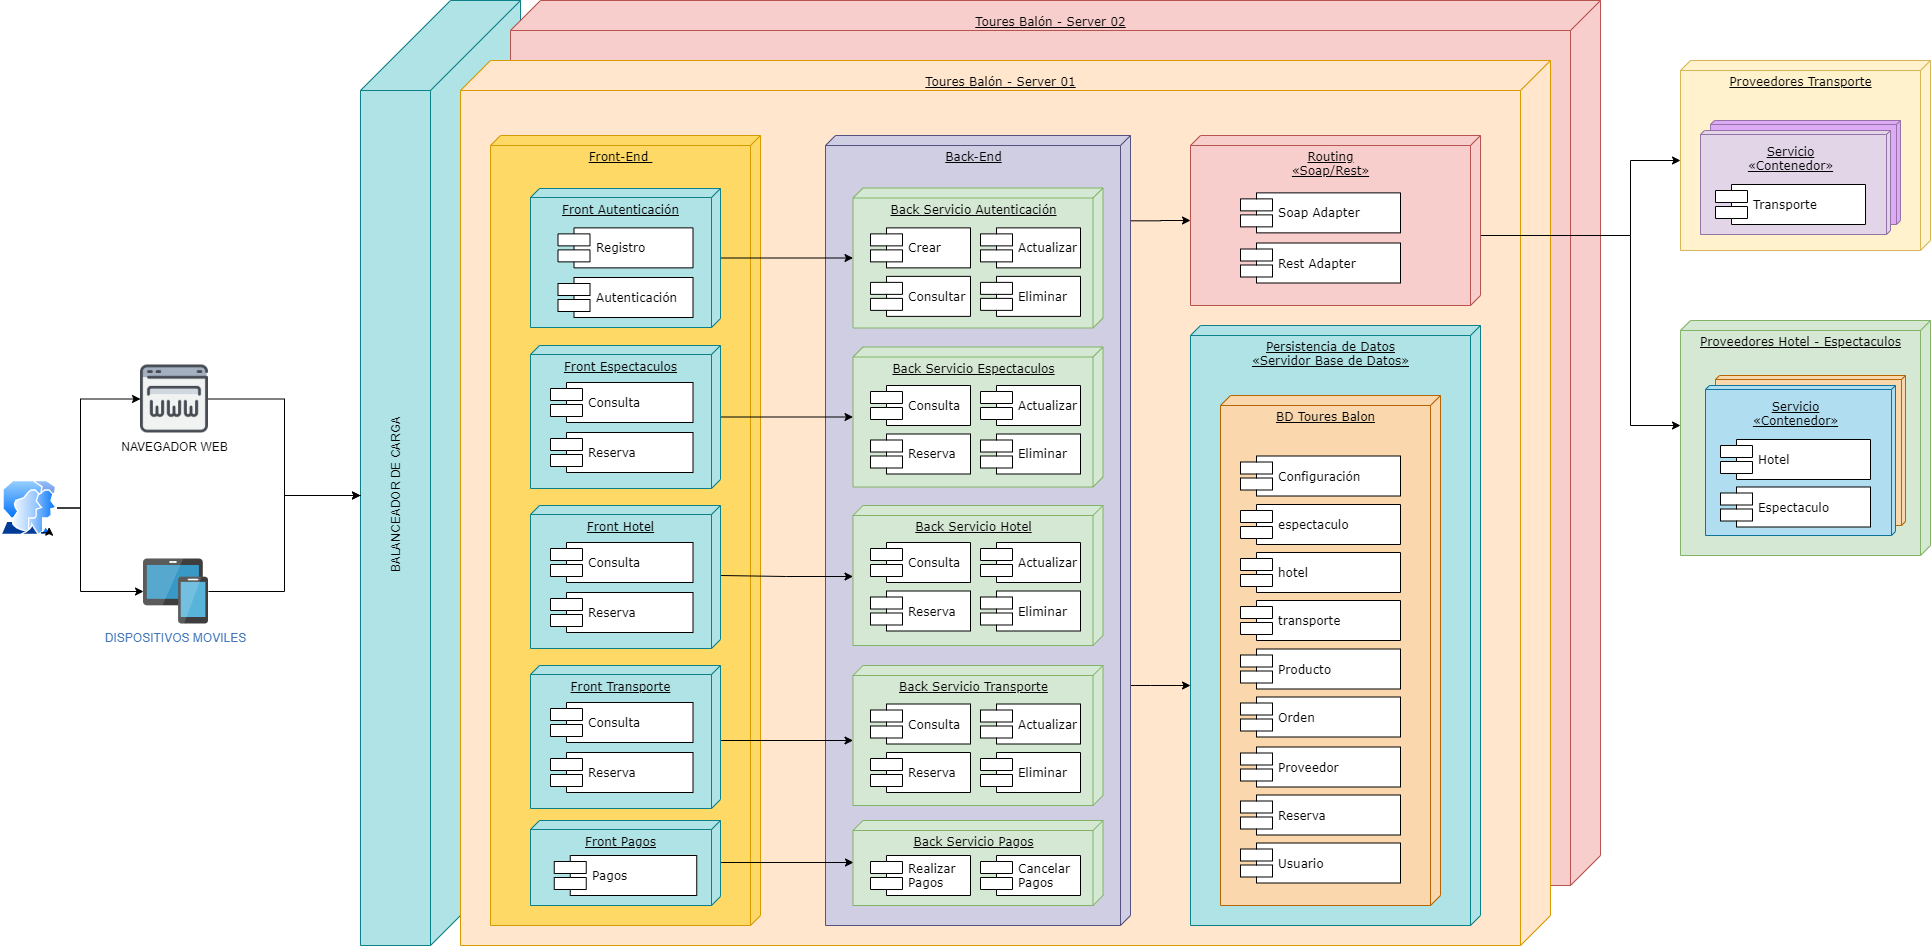 Toures Balón - Server 02
Toures Balón - Server 01
NAVEGADOR WEB
DISPOSITIVOS MOVILES
BALANCEADOR DE CARGA
Front-End
Front Autenticación
Registro
Autenticación
Front Espectaculos
Consulta
Reserva
Front Hotel
Consulta
Reserva
Front Transporte
Consulta
Reserva
Front Pagos
Pagos
Back-End
Back Servicio Autenticación
Crear
Actualizar
Consultar
Eliminar
Back Servicio Espectaculos
Consulta
Actualizar
Reserva
Eliminar
Back Servicio Hotel
Consulta
Actualizar
Reserva
Eliminar
Back Servicio Transporte
Consulta
Actualizar
Reserva
Eliminar
Back Servicio Pagos
Realizar
Pagos
Cancelar
Pagos
Routing
«Soap/Rest»
Soap Adapter
Rest Adapter
Persistencia de Datos
«Servidor Base de Datos»
BD Toures Balon
Configuración
espectaculo
hotel
transporte
Producto
Orden
Proveedor
Reserva
Usuario
Proveedores Transporte
Servicio
«Contenedor»
Transporte
Proveedores Hotel - Espectaculos
Servicio
«Contenedor»
Hotel
Espectaculo